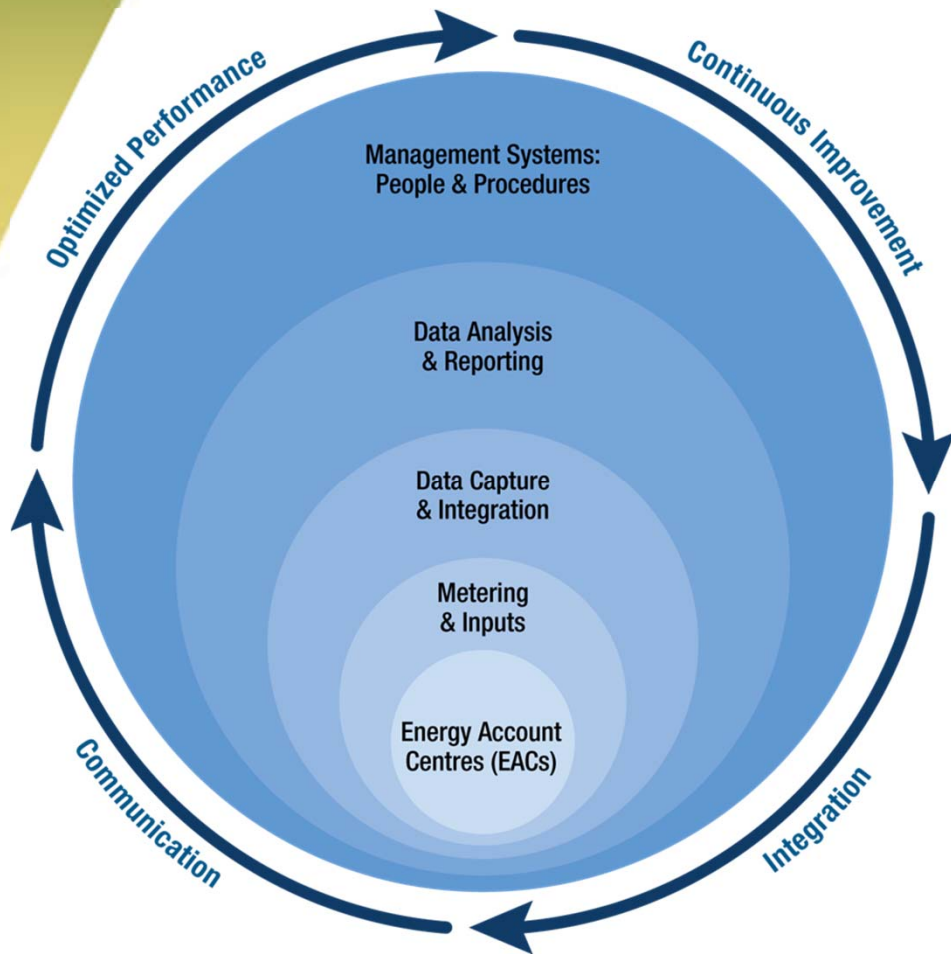 Optimized Performance
Continuous Improvement
Management Systems:
People & Procedures
Data Analysis
& Reporting
Data Capture
& Integration
Metering
& Inputs
Energy Account
Centres (EACs)
Communication
Integration